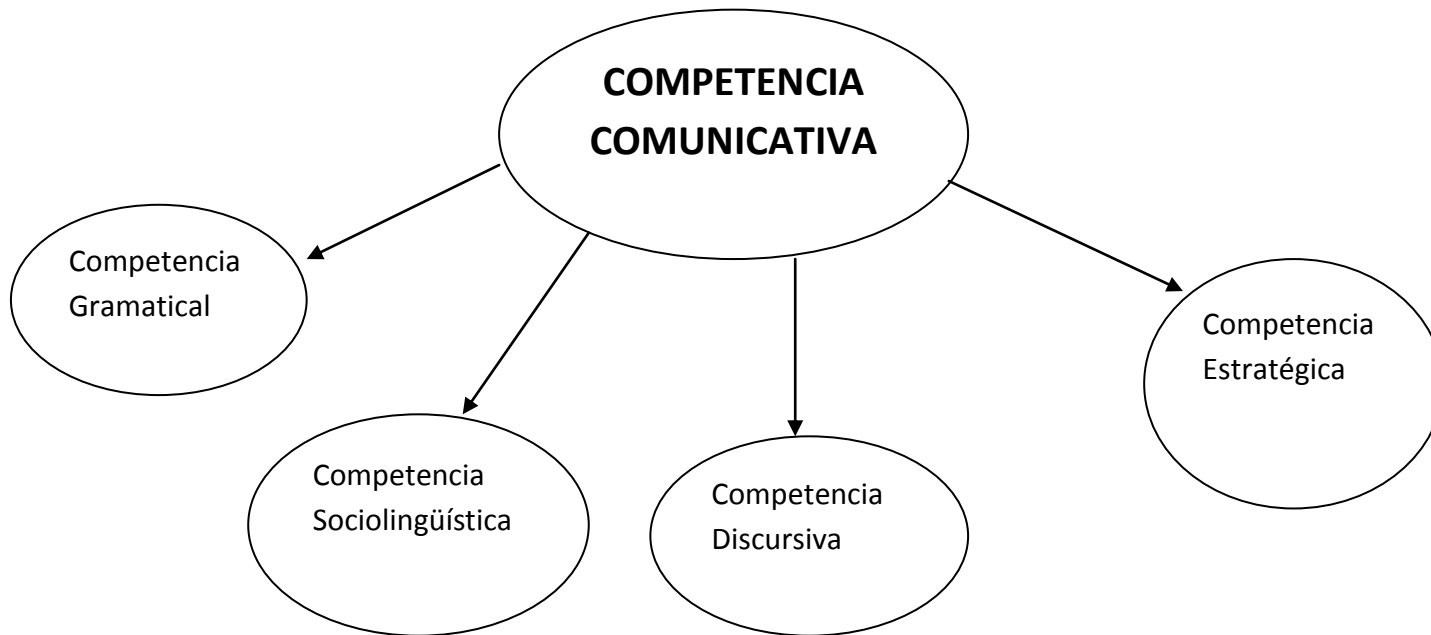 COMPETENCIA
COMUNICATIVA
Competencia
Gramatical
Competencia
Sociolingüística
Competencia
Discursiva
Competencia
Estratégica